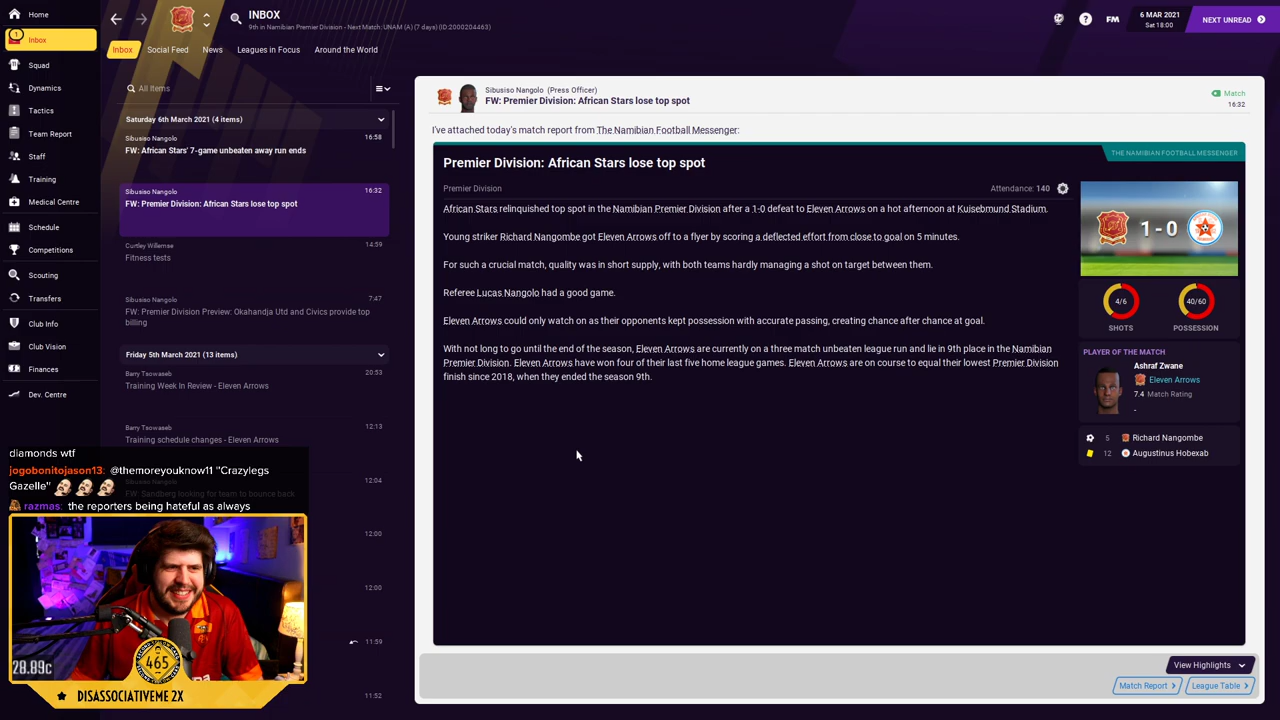 Home
1
Inbox
Squad
Dynamics
Tactics
Team Report
Staff
Training
Medical Centre
Schedule
Competitions
Scouting
Transfers
Club Info
Club Vision
Finances
Dev. Centre
INBOX
9th in Namibian Premier Division - Next Match: UNAM (A) (7 days) (ID:2000204463)
FM
6 MAR 2021
Sat 18:00
NEXT UNREAD
Inbox
Social Feed
News
Leagues in Focus
Around the World
All Items
Saturday 6th March 2021 (4 items)
Sibusiso Nangolo
16:58
FW: African Stars' 7-game unbeaten away run ends
Sibusiso Nangolo
16:32
FW: Premier Division: African Stars lose top spot
Curtley Willemse
14:59
Fitness tests
Sibusiso Nangolo
7:47
FW: Premier Division Preview: Okahandja Utd and Civics provide top
billing
Friday 5th March 2021 (13 items)
Barry Tsowaseb
20:53
Training Week In Review - Eleven Arrows
Barry Tsowaseb
12:13
Training schedule changes - Eleven Arrows
Sibusiso Nangolo
12:04
FW: Sandberg looking for team to bounce back
12:00
12:00
11:59
11:52
Sibusiso Nangolo (Press Officer)
FW: Premier Division: African Stars lose top spot
Match
16:32
I've attached today's match report from The Namibian Football Messenger:
THE NAMIBIAN FOOTBALL MESSENGER
Premier Division: African Stars lose top spot
Premier Division
Attendance: 140
African Stars relinquished top spot in the Namibian Premier Division after a 1-0 defeat to Eleven Arrows on a hot afternoon at Kuisebmund Stadium.
Young striker Richard Nangombe got Eleven Arrows off to a flyer by scoring a deflected effort from close to goal on 5 minutes.
For such a crucial match, quality was in short supply, with both teams hardly managing a shot on target between them.
Referee Lucas Nangolo had a good game.
Eleven Arrows could only watch on as their opponents kept possession with accurate passing, creating chance after chance at goal.
With not long to go until the end of the season, Eleven Arrows are currently on a three match unbeaten league run and lie in 9th place in the Namibian
Premier Division. Eleven Arrows have won four of their last five home league games. Eleven Arrows are on course to equal their lowest Premier Division
finish since 2018, when they ended the season 9th.
1 - 0
4/6
SHOTS
40/60
POSSESSION
PLAYER OF THE MATCH
Ashraf Zwane
Eleven Arrows
7.4 Match Rating
-
5 Richard Nangombe
12 Augustinus Hobexab
View Highlights
Match Report
League Table
diamonds wtf
jogobonitojason13: @themoreyouknow11 "Crazylegs
Gazelle"
razmas: the reporters being hateful as always
28.89c
465
DISASSOCIATIVEME 2X